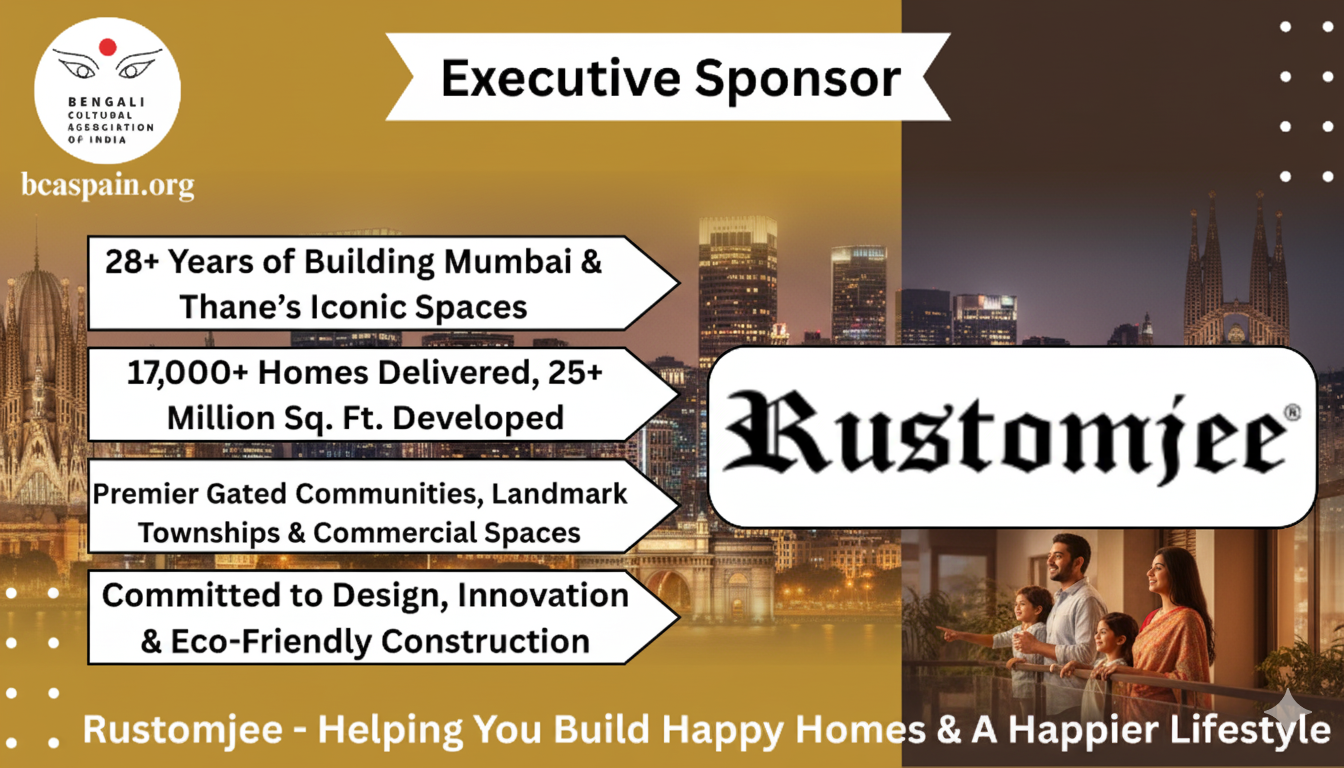 BENGALI
CULTURAL
OF INDIA
bcaspain.org
Executive Sponsor
28+ Years of Building Mumbai &
Thane’s Iconic Spaces
17,000+ Homes Delivered, 25+
Million Sq. Ft. Developed
Premier Gated Communities, Landmark
Townships & Commercial Spaces
Committed to Design, Innovation
& Eco-Friendly Construction
Rustomjee®
Rustomjee - Helping You Build Happy Homes & A Happier Lifestyle